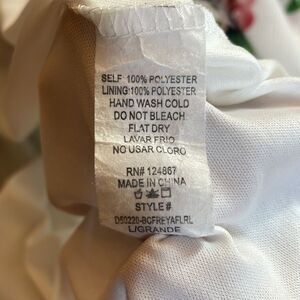 SELF: 100% POLYESTER
LINING:100% POLYESTER
HAND WASH COLD
DO NOT BLEACH
FLAT DRY
LAVAR FRIO
NO USAR CLORO
RN# 124867
MADE IN CHINA
STYLE#
D50220-BCFREYAFLRL
L/GRANDE